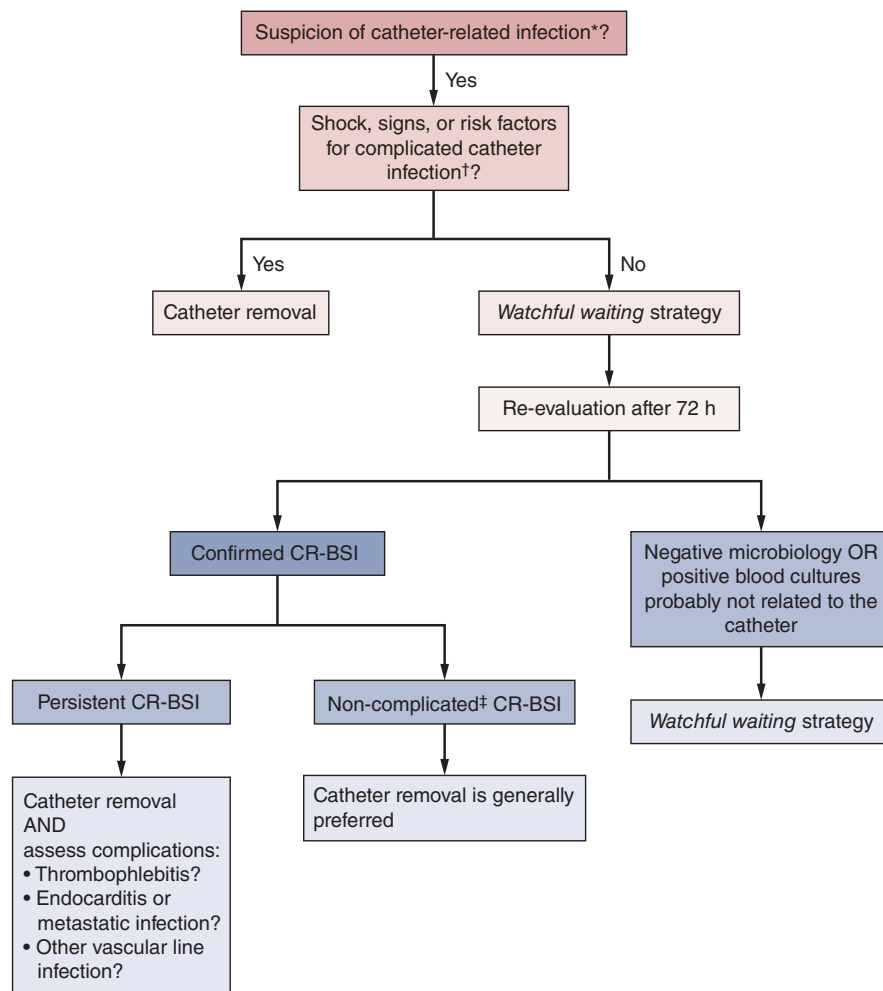 Suspicion of catheter-related infection*?
Yes
Shock, signs, or risk factors
for complicated catheter
infection†?
Yes
No
Catheter removal
Watchful waiting strategy
Re-evaluation after 72 h
Confirmed CR-BSI
Negative microbiology OR
positive blood cultures
probably not related to the
catheter
Persistent CR-BSI
Non-complicated‡ CR-BSI
Watchful waiting strategy
Catheter removal
AND
assess complications:
• Thrombophlebitis?
• Endocarditis or
metastatic infection?
• Other vascular line
infection?
Catheter removal is generally
preferred